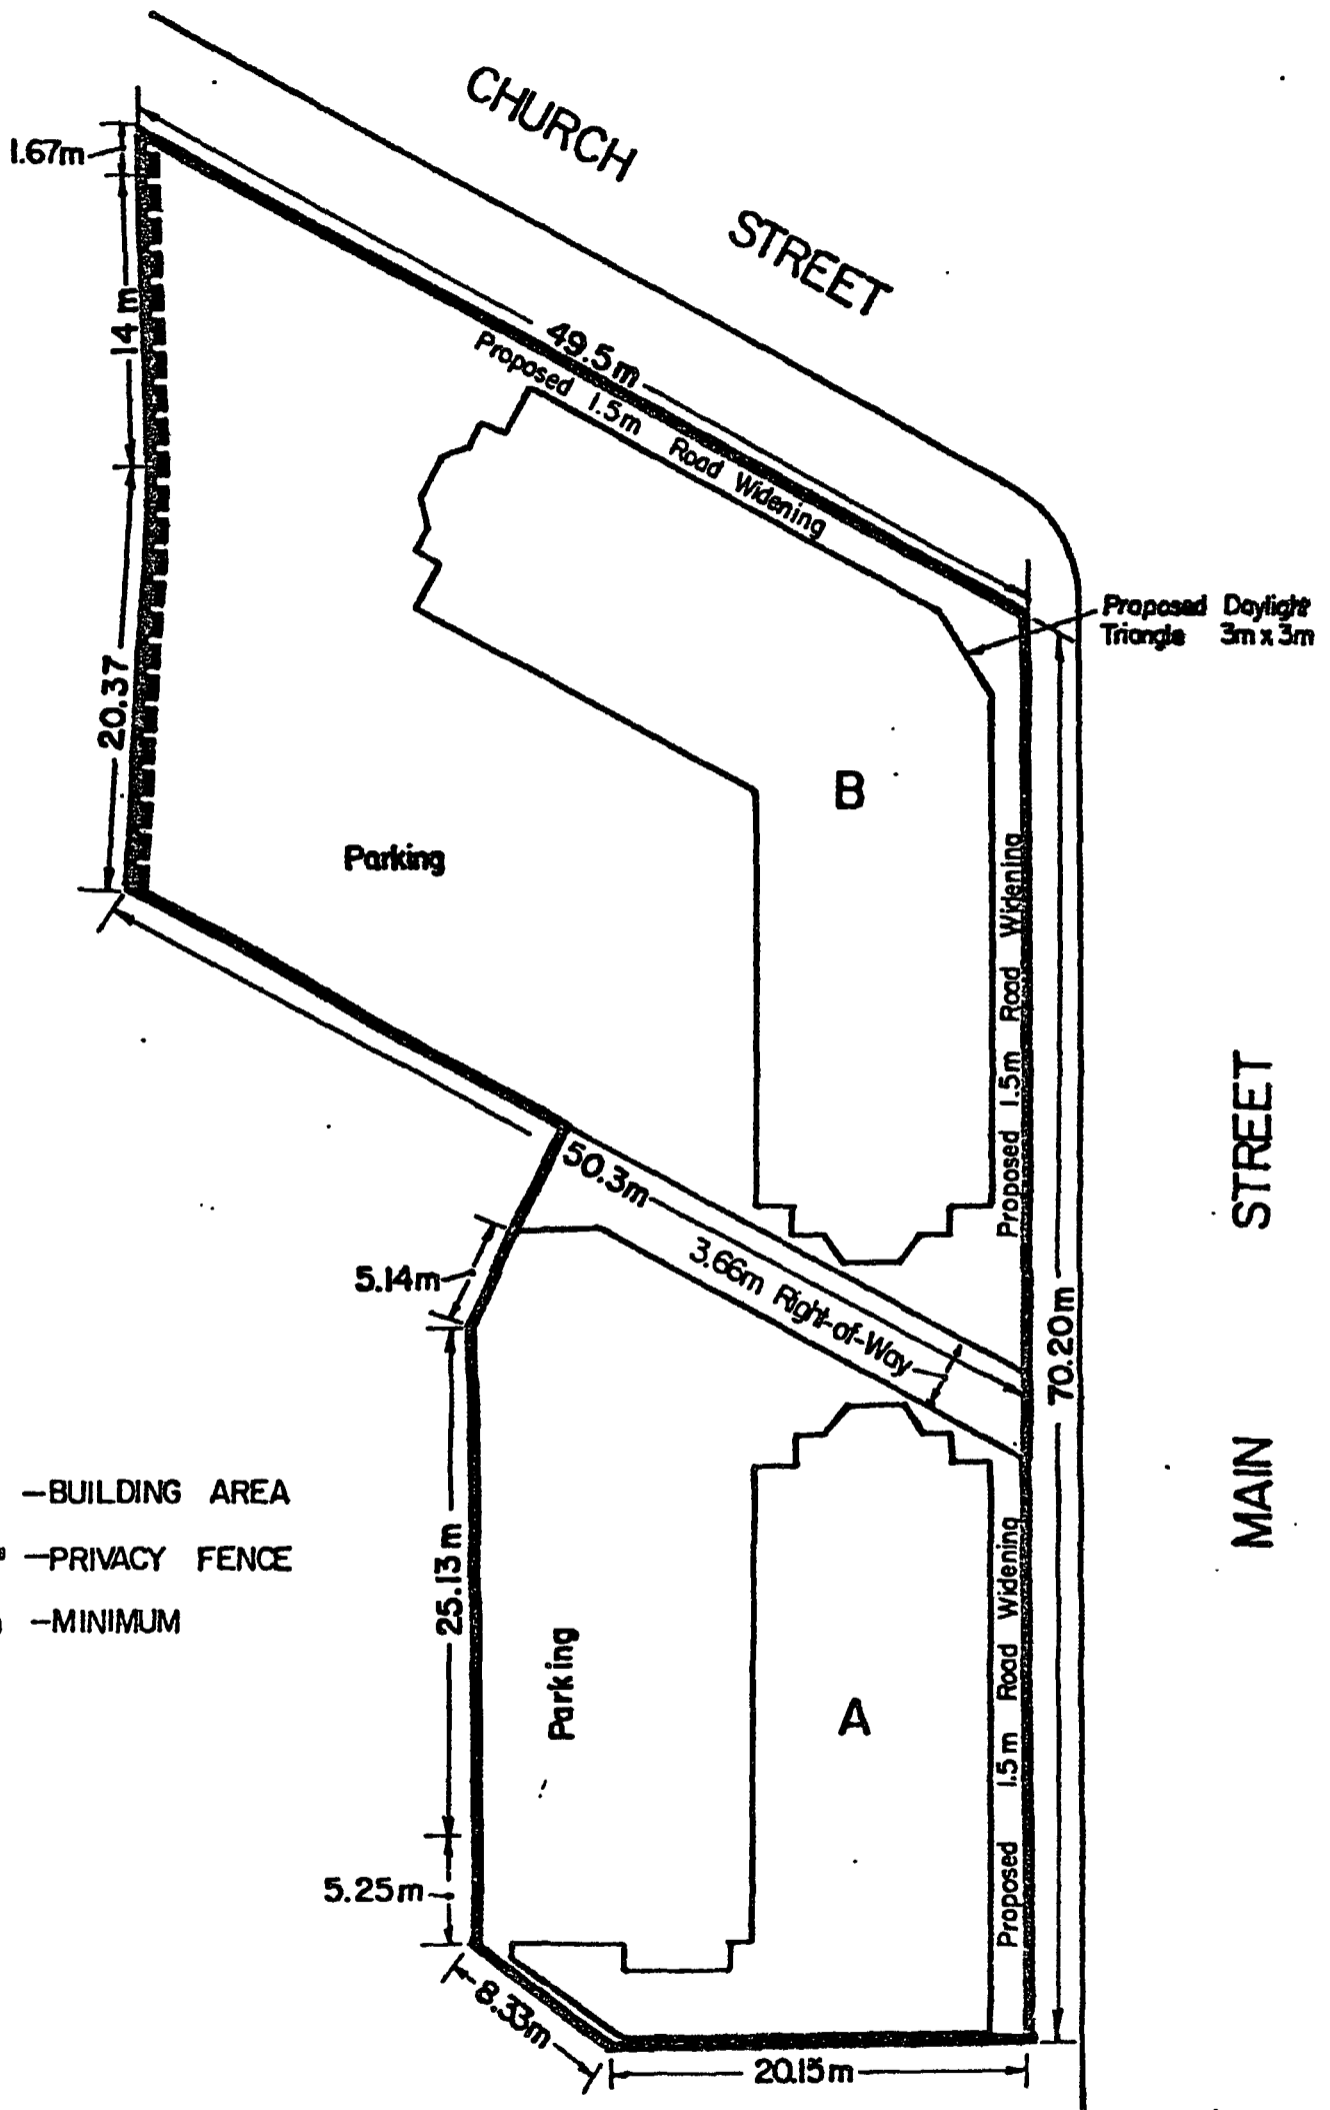 CHURCH STREET
1.67m
14 m
49.5m
Proposed 1.5m Road Widening
Proposed Daylight
Triangle 3m x 3m
20.37
B
Parking
Proposed 1.5m Road Widening
50.3m
STREET
5.14m
3.66m Right-of-Way
70.20m
MAIN
–BUILDING AREA
–PRIVACY FENCE
–MINIMUM
25.13m
Parking
A
Proposed 1.5m Road Widening
5.25m
8.33m
20.15m